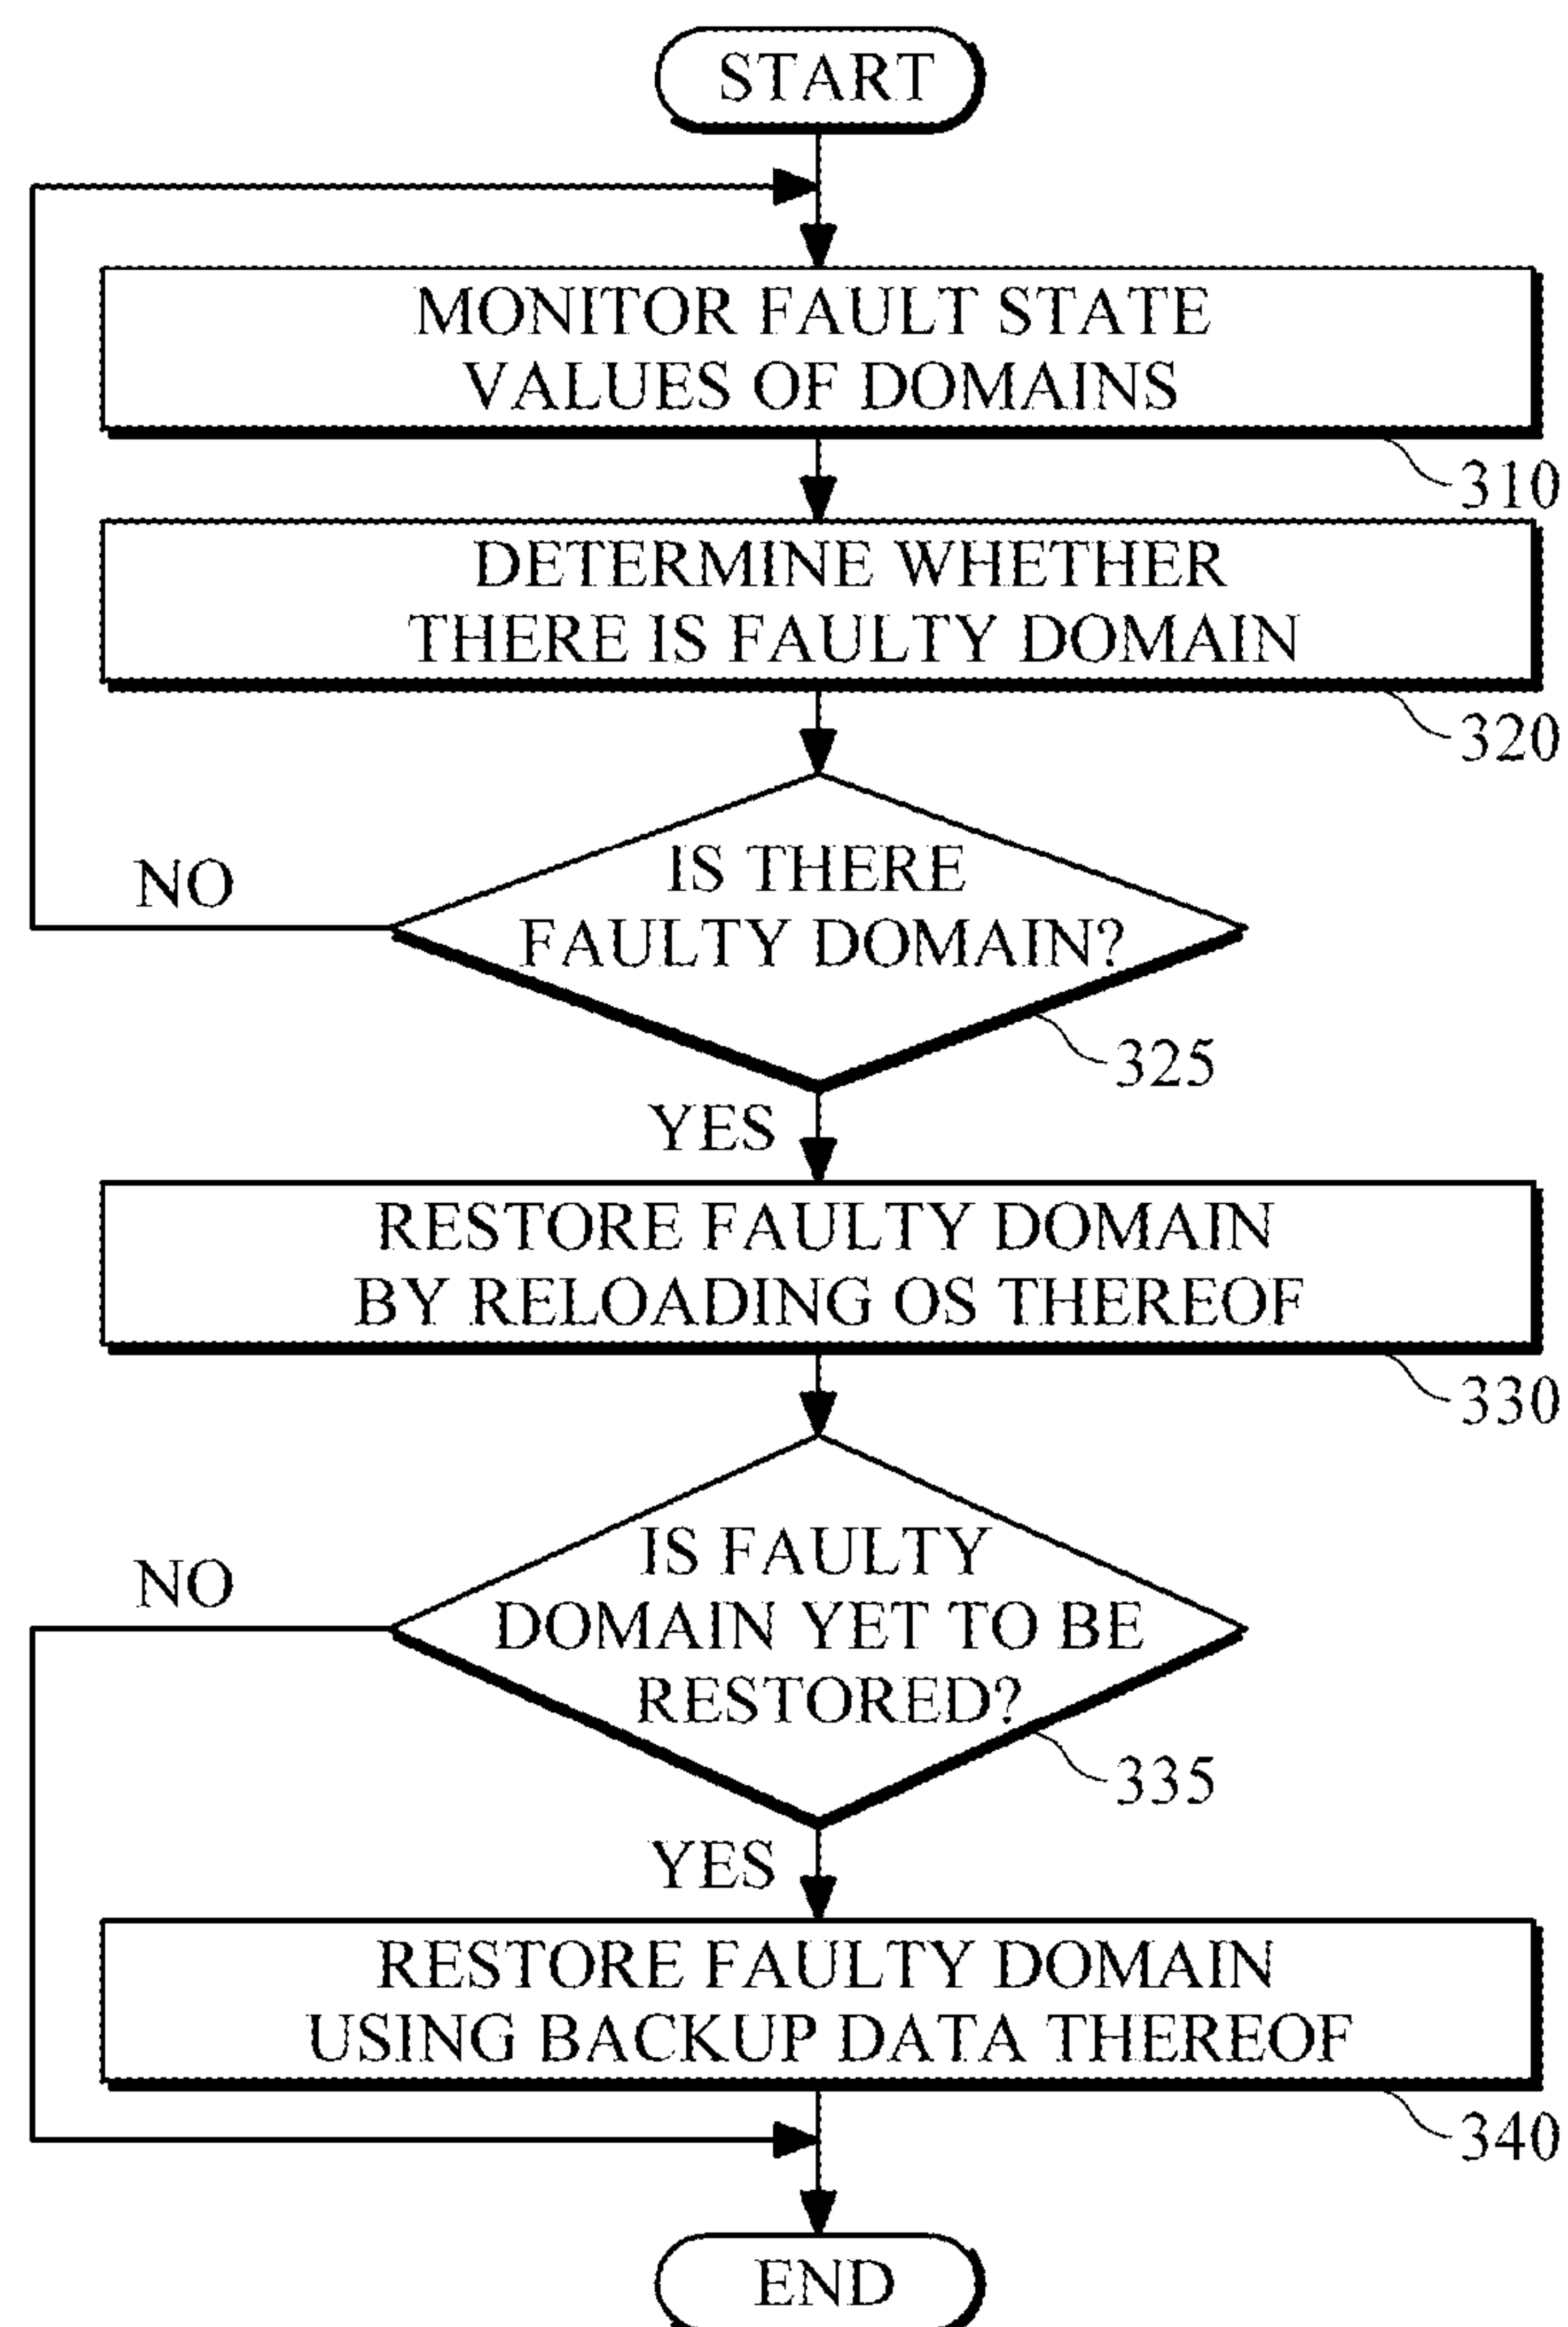 START
MONITOR FAULT STATE
VALUES OF DOMAINS
310
DETERMINE WHETHER
THERE IS FAULTY DOMAIN
320
IS THERE
FAULTY DOMAIN?
NO
325
YES
RESTORE FAULTY DOMAIN
BY RELOADING OS THEREOF
330
IS FAULTY
DOMAIN YET TO BE
RESTORED?
NO
335
YES
RESTORE FAULTY DOMAIN
USING BACKUP DATA THEREOF
340
END